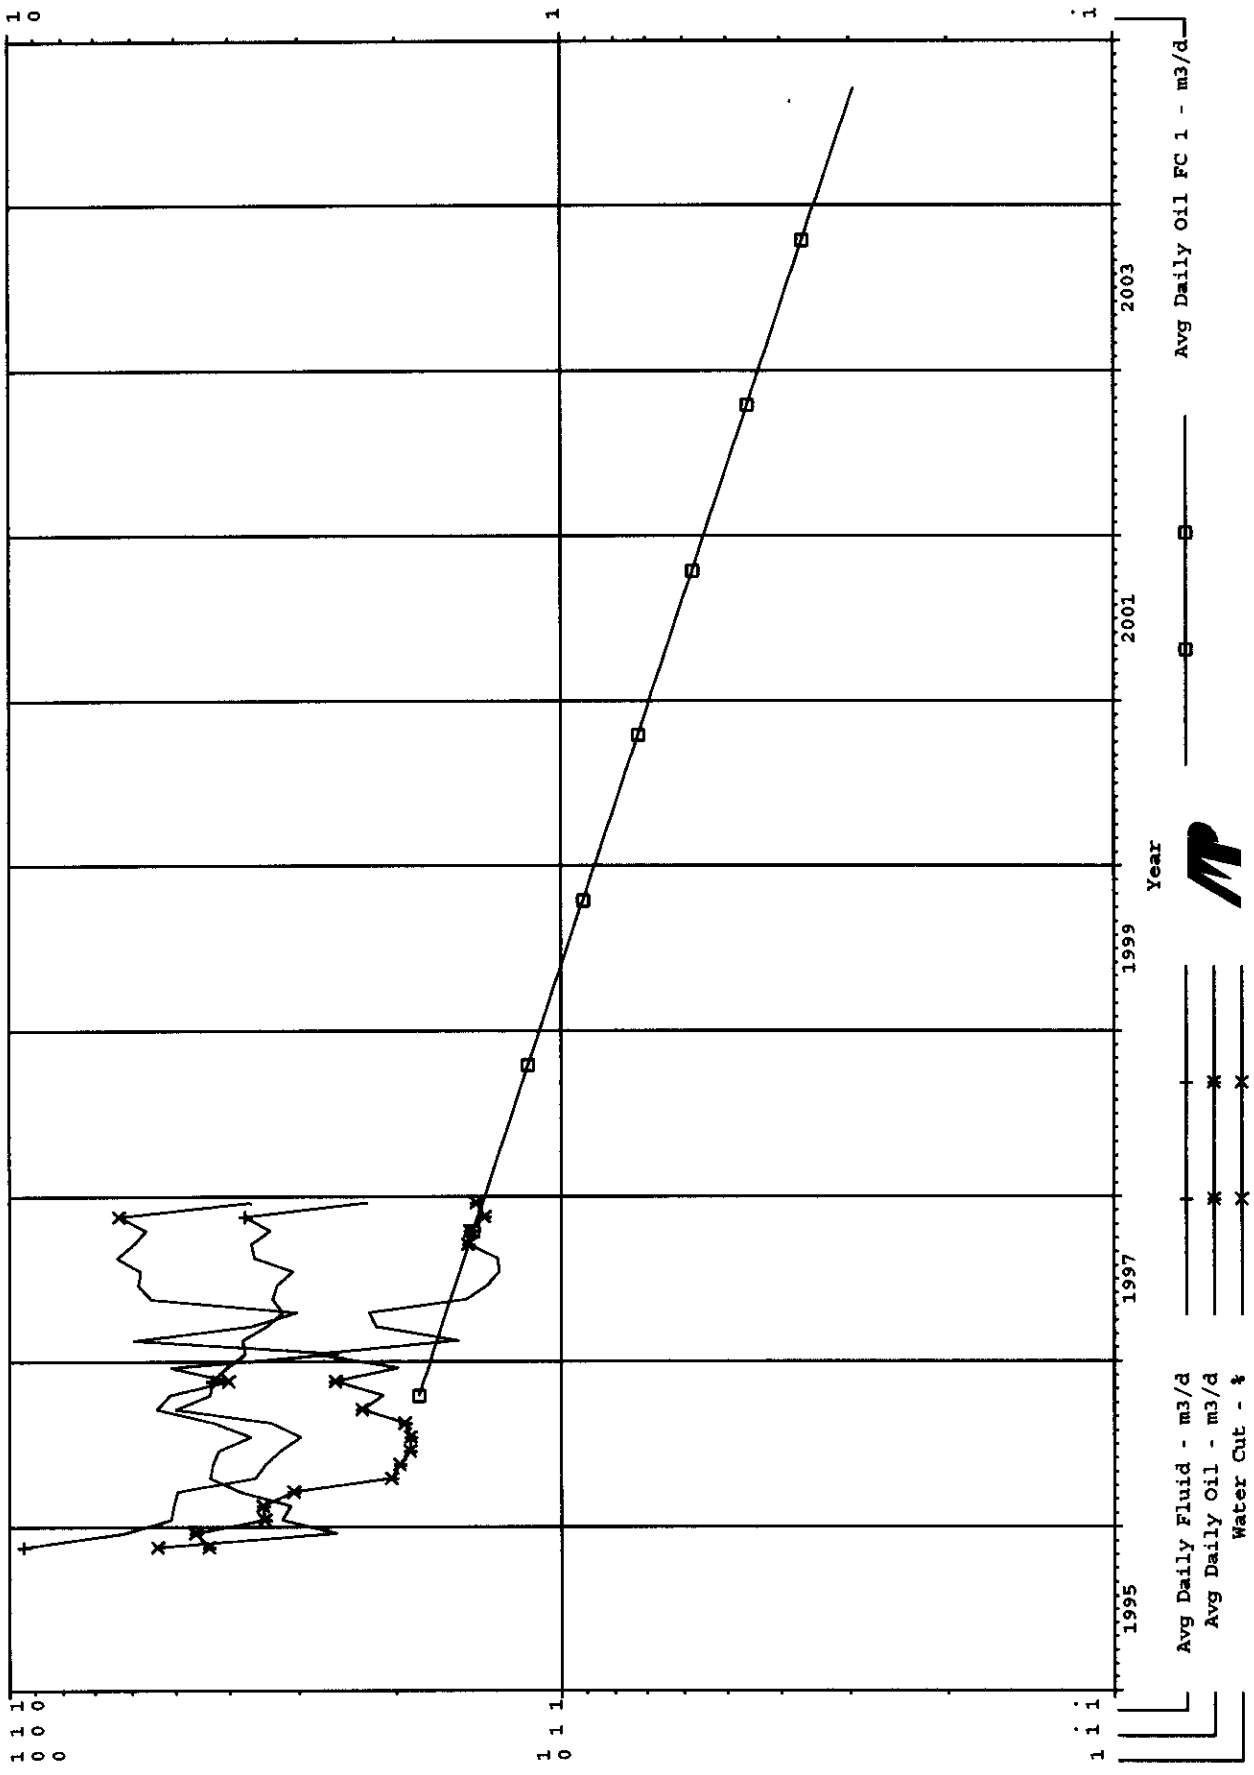 10
1
.1
100 10 10
10 1 1
1 .1 .1
1995 1997 1999 2001 2003
Year
Avg Daily Fluid - m3/d
Avg Daily Oil - m3/d
Water Cut - %
Avg Daily Oil FC 1 - m3/d